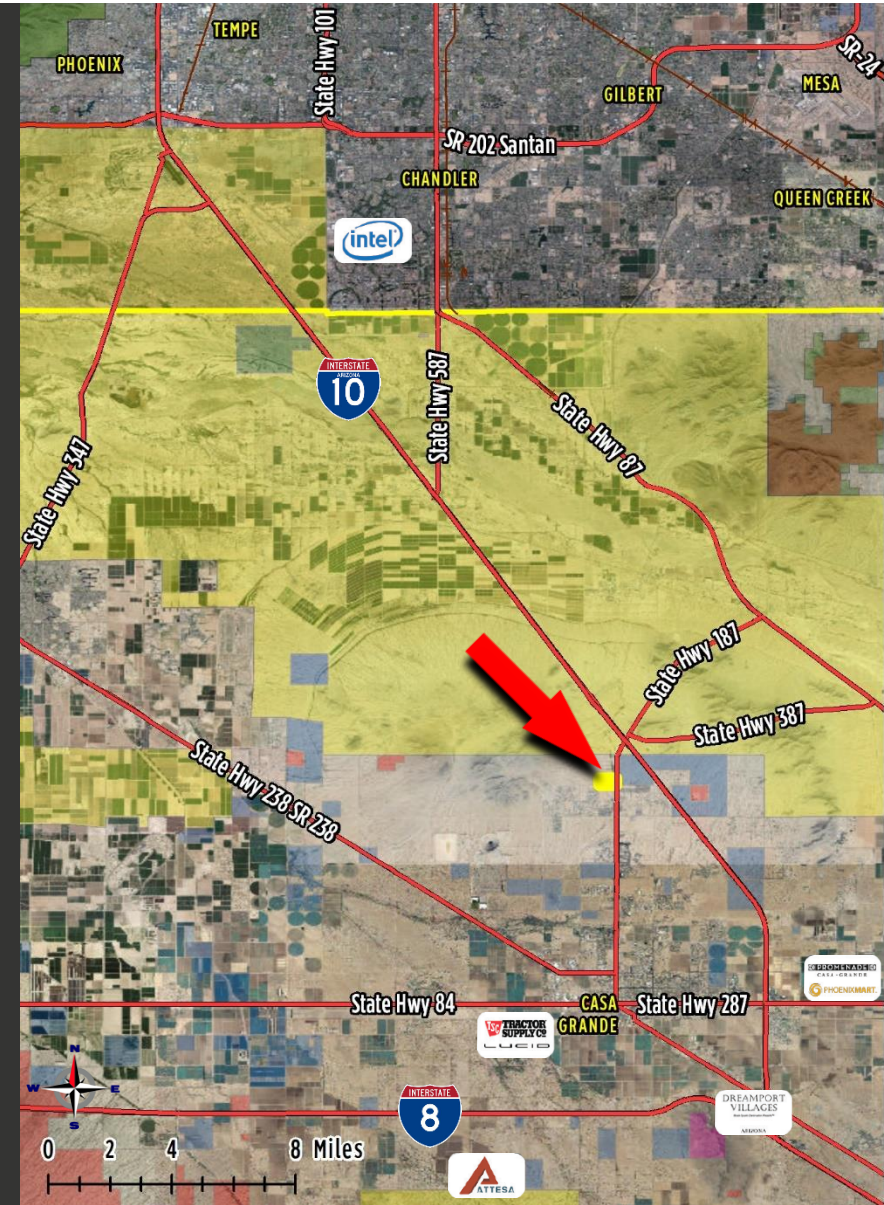 TEMPE
PHOENIX
State Hwy 101
SR-24
GILBERT
MESA
SR 202 Santan
CHANDLER
QUEEN CREEK
intel
INTERSTATE
ARIZONA
10
State Hwy 587
State Hwy 87
State Hwy 347
State Hwy 187
State Hwy 387
State Hwy 238 SR 238
PROMENADE
CASA GRANDE
PHOENIXMART.
State Hwy 84
CASA
GRANDE
State Hwy 287
TSC TRACTOR
SUPPLY CO
LUCID
N
W E
S
INTERSTATE
8
DREAMPORT
VILLAGES
ARIZONA
0 2 4 8 Miles
ATTESA